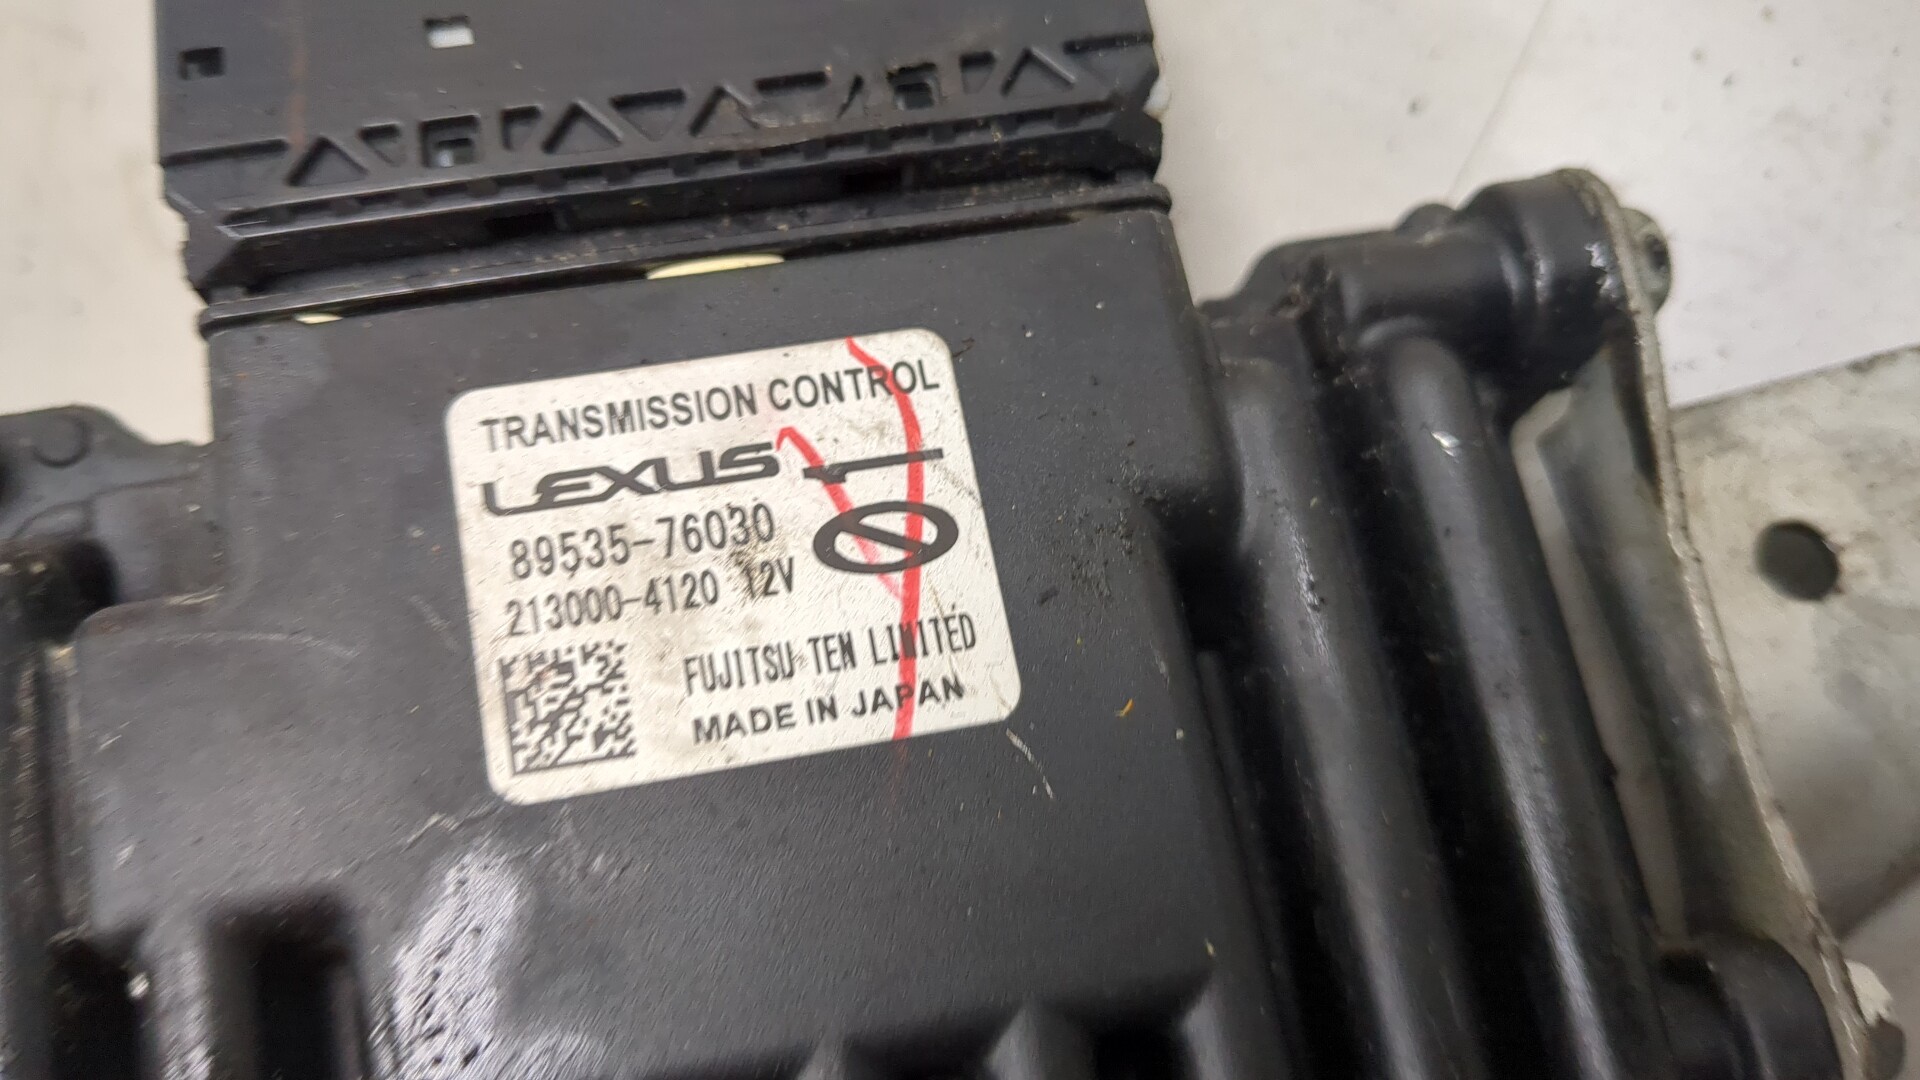 TRANSMISSION CONTROL
LEXUS
89535-76030
213000-4120 12V
FUJITSU TEN LIMITED
MADE IN JAPAN